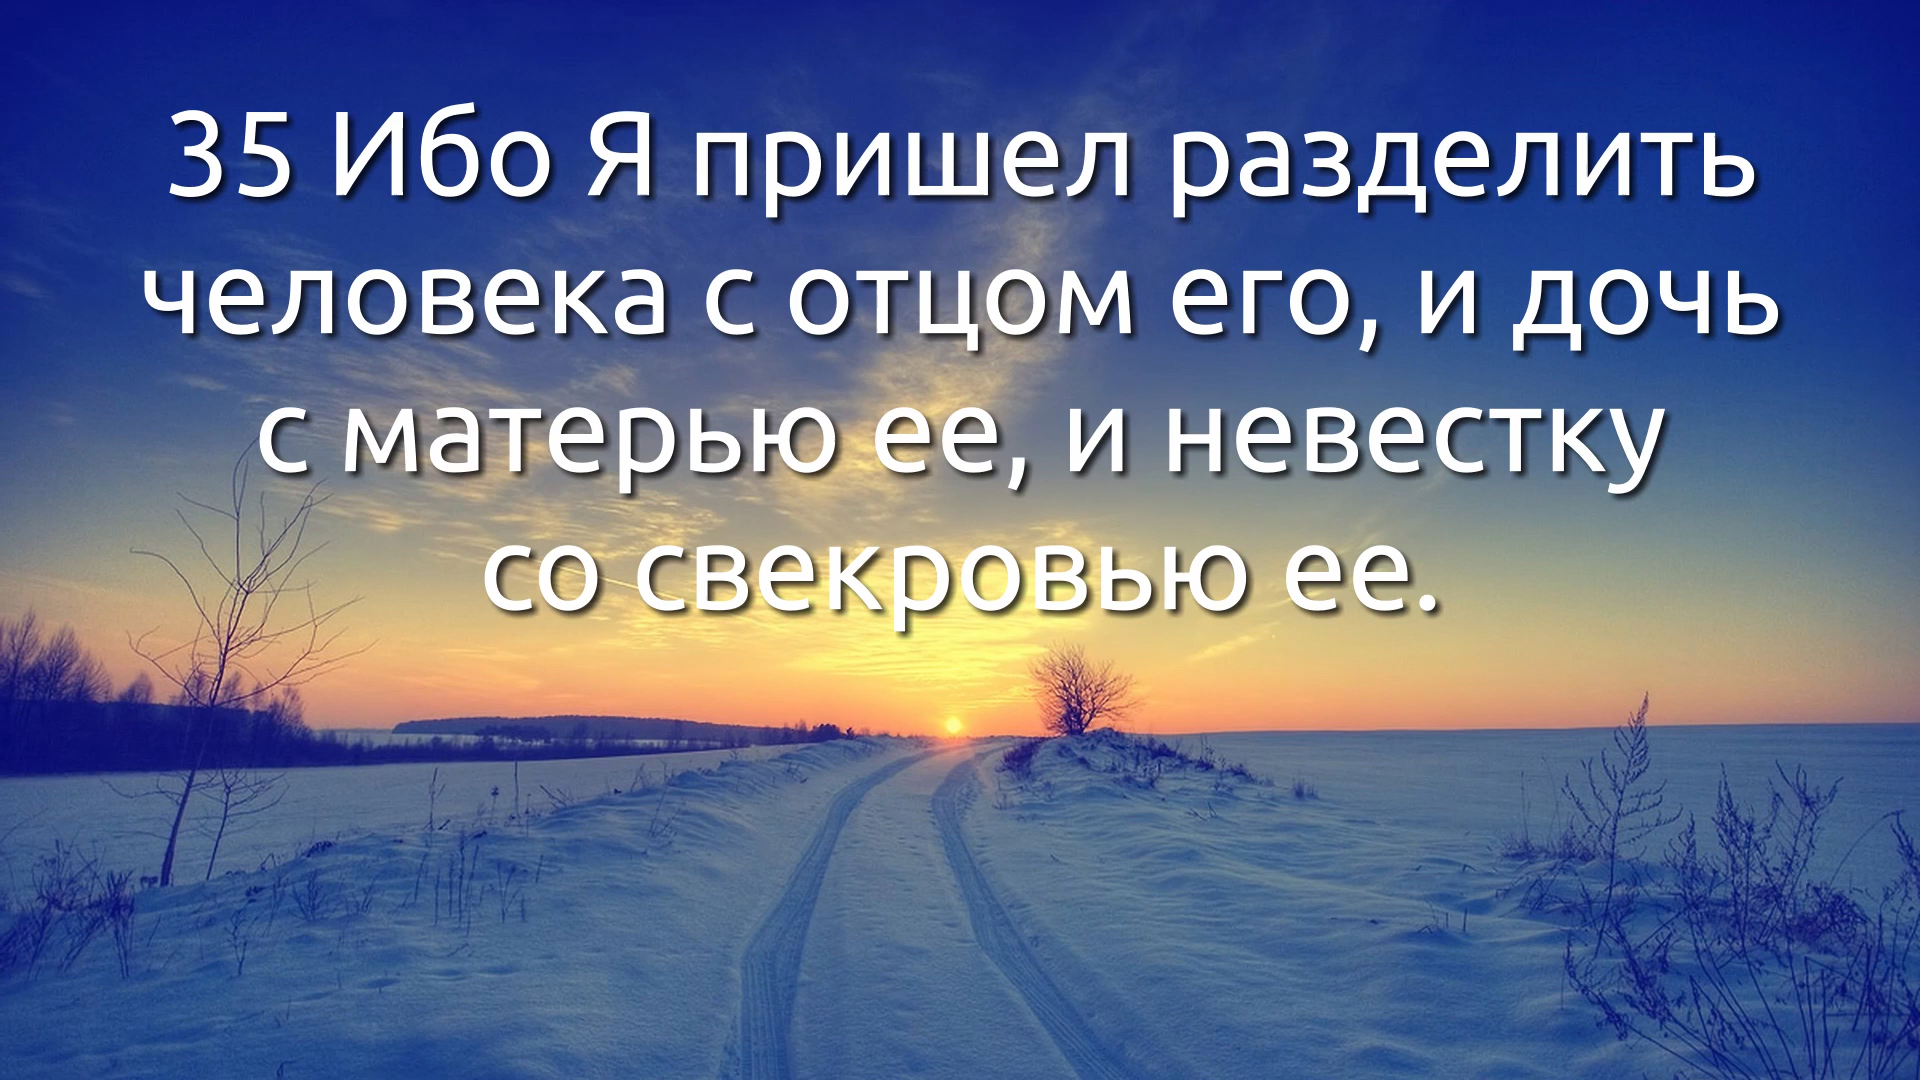 35 Ибо Я пришел разделить
человека с отцом его, и дочь
с матерью ее, и невестку
со свекровью ее.